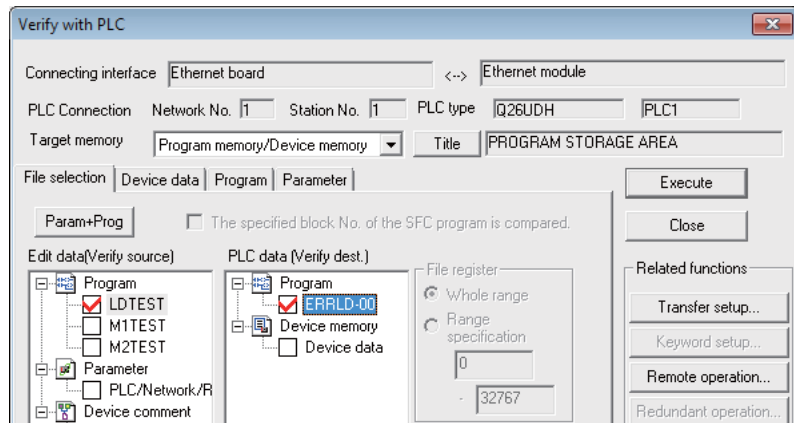 Verify with PLC
Connecting interface Ethernet board <--> Ethernet module
PLC Connection Network No. 1 Station No. 1 PLC type Q26UDH PLC1
Target memory Program memory/Device memory Title PROGRAM STORAGE AREA
File selection Device data Program Parameter
Execute
Param+Prog The specified block No. of the SFC program is compared.
Close
Edit data(Verify source) PLC data (Verify dest.)
Program
LDTEST
M1TEST
M2TEST
Parameter
PLC/Network/R
Device comment
Program
ERRLD-00
Device memory
Device data
File register
Whole range
Range
specification
0
- 32767
Related functions
Transfer setup...
Keyword setup...
Remote operation...
Redundant operation...